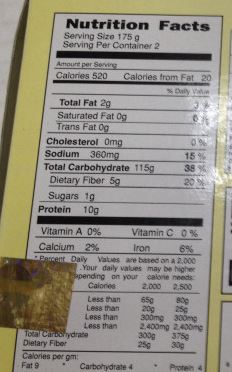 Nutrition Facts
Serving Size 175 g
Serving Per Container 2
Amount per Serving
Calories 520 Calories from Fat 20
% Daily Value
Total Fat 2g 3 %
Saturated Fat 0g 0 %
Trans Fat 0g
Cholesterol 0mg 0 %
Sodium 360mg 15 %
Total Carbohydrate 115g 38 %
Dietary Fiber 5g 20 %
Sugars 1g
Protein 10g
Vitamin A 0% Vitamin C 0 %
Calcium 2% Iron 6%
* Percent Daily Values are based on a 2,000
.Your daily values may be higher
depending on your calorie needs:
Calories 2,000 2,500
Less than 65g 80g
Less than 20g 25g
Less than 300mg 300mg
Less than 2,400mg 2,400mg
Total Carbohydrate 300g 375g
Dietary Fiber 25g 30g
Calories per gm:
Fat 9 * Carbohydrate 4 * Protein 4